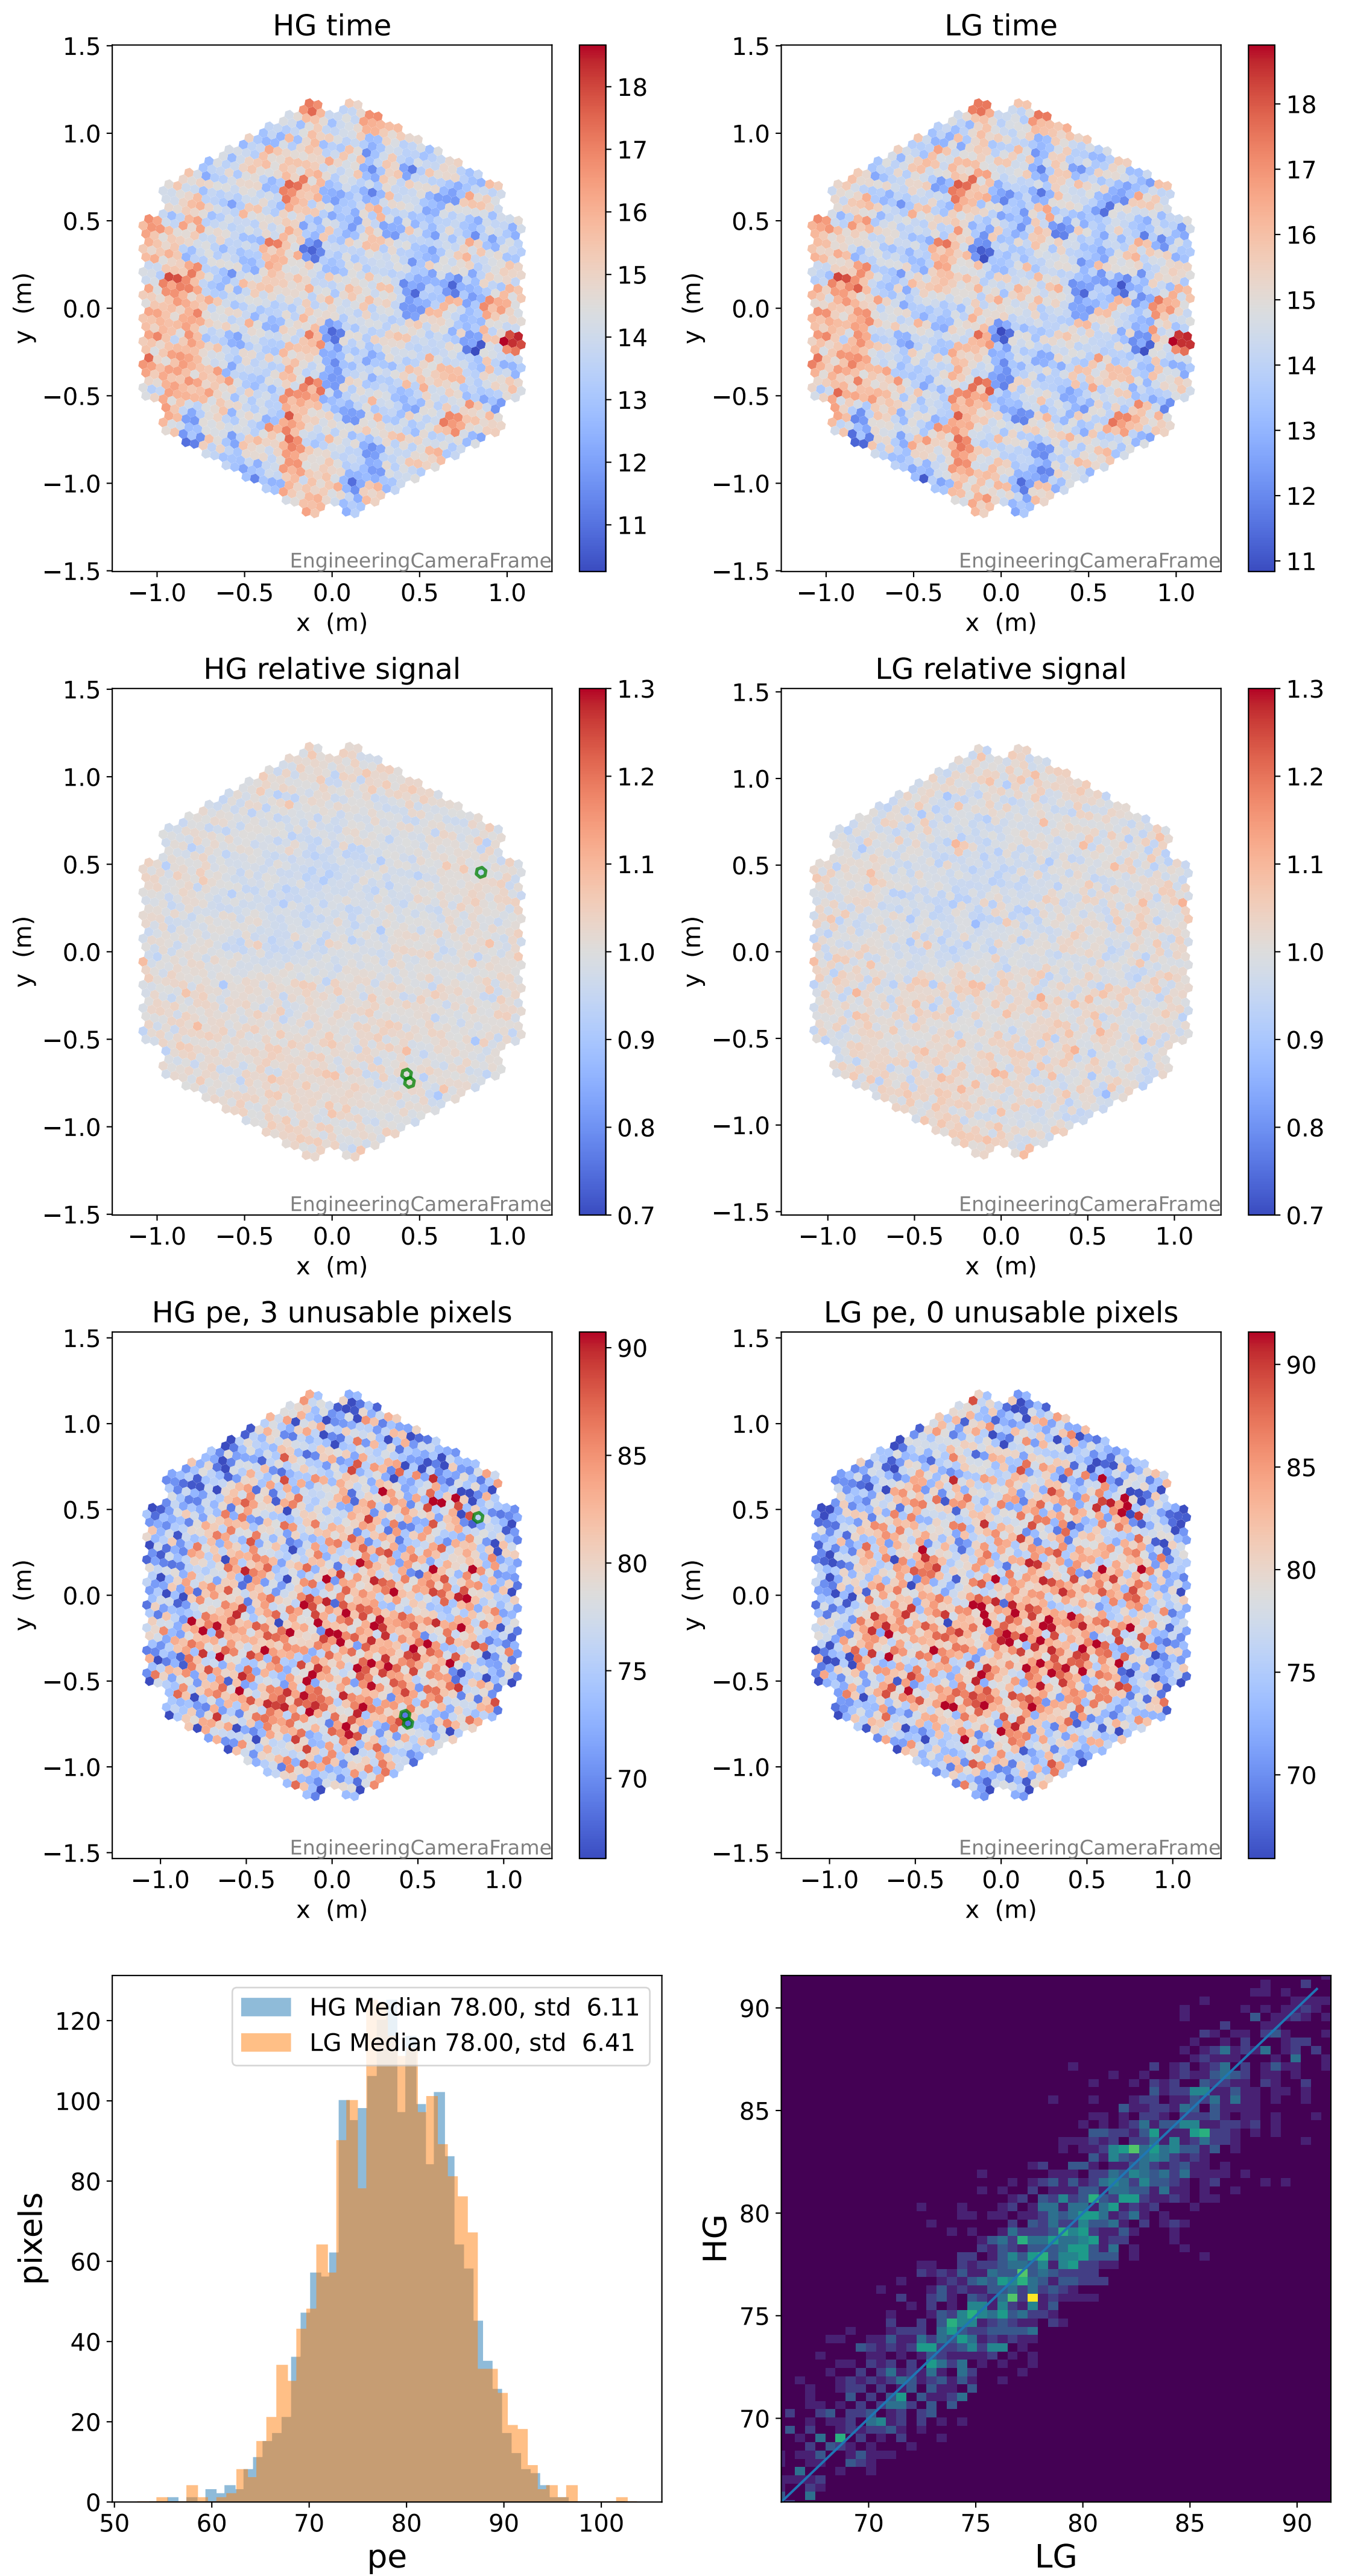 HG time
LG time
1.5
1.0
0.5
0.0
−0.5
−1.0
−1.5
y (m)
−1.0 −0.5 0.0 0.5 1.0
x (m)
EngineeringCameraFrame
18
17
16
15
14
13
12
11
1.5
1.0
0.5
0.0
−0.5
−1.0
−1.5
y (m)
−1.0 −0.5 0.0 0.5 1.0
x (m)
EngineeringCameraFrame
18
17
16
15
14
13
12
11
HG relative signal
LG relative signal
1.5
1.0
0.5
0.0
−0.5
−1.0
−1.5
y (m)
−1.0 −0.5 0.0 0.5 1.0
x (m)
EngineeringCameraFrame
1.3
1.2
1.1
1.0
0.9
0.8
0.7
1.5
1.0
0.5
0.0
−0.5
−1.0
−1.5
y (m)
−1.0 −0.5 0.0 0.5 1.0
x (m)
EngineeringCameraFrame
1.3
1.2
1.1
1.0
0.9
0.8
0.7
HG pe, 3 unusable pixels
LG pe, 0 unusable pixels
1.5
1.0
0.5
0.0
−0.5
−1.0
−1.5
y (m)
−1.0 −0.5 0.0 0.5 1.0
x (m)
EngineeringCameraFrame
90
85
80
75
70
1.5
1.0
0.5
0.0
−0.5
−1.0
−1.5
y (m)
−1.0 −0.5 0.0 0.5 1.0
x (m)
EngineeringCameraFrame
90
85
80
75
70
HG Median 78.00, std 6.11
LG Median 78.00, std 6.41
120
100
80
60
40
20
0
pixels
50 60 70 80 90 100
pe
90
85
80
75
70
HG
70 75 80 85 90
LG